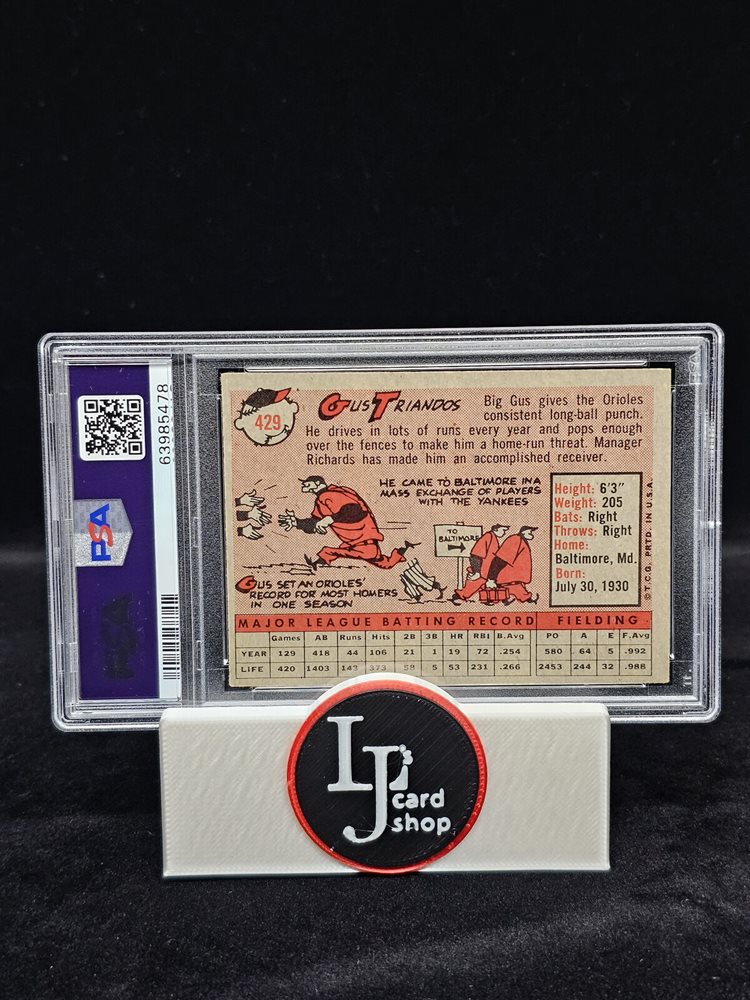 63985478
PSA
429
Gus Triandos
Big Gus gives the Orioles
consistent long-ball punch.
He drives in lots of runs every year and pops enough
over the fences to make him a home-run threat. Manager
Richards has made him an accomplished receiver.
HE CAME TO BALTIMORE IN A
MASS EXCHANGE OF PLAYERS
WITH THE YANKEES
TO
BALTIMORE
GUS SET AN ORIOLES'
RECORD FOR MOST HOMERS
IN ONE SEASON
Height: 6'3"
Weight: 205
Bats: Right
Throws: Right
Home:
Baltimore, Md.
Born:
July 30, 1930
© T.C.G. PRTD. IN U.S.A.
MAJOR LEAGUE BATTING RECORD FIELDING
Games AB Runs Hits 2B 3B HR RBI B.Avg PO A E F.Avg
YEAR 129 418 44 106 21 1 19 72 .254 580 64 5 .992
LIFE 420 1403 143 373 58 5 53 231 .266 2453 244 32 .988
LJ's
card
shop